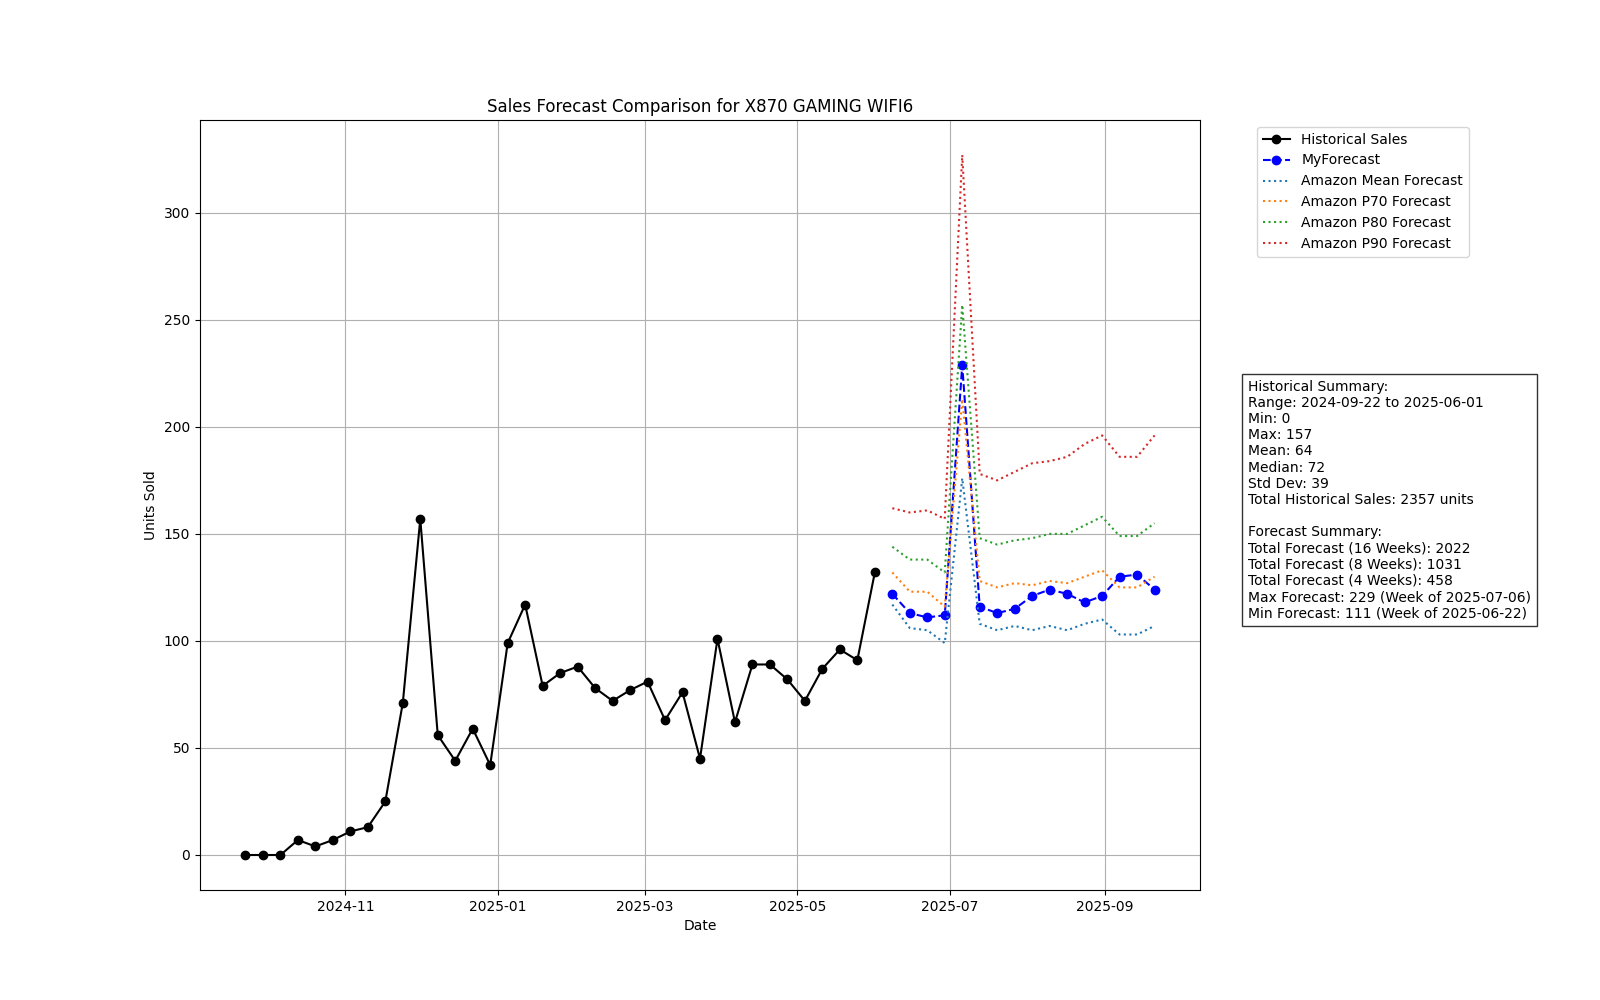 Sales Forecast Comparison for X870 GAMING WIFI6
Historical Sales
MyForecast
Amazon Mean Forecast
Amazon P70 Forecast
Amazon P80 Forecast
Amazon P90 Forecast
300
250
200
150
100
50
0
Units Sold
2024-11
2025-01
2025-03
2025-05
2025-07
2025-09
Date
Historical Summary:
Range: 2024-09-22 to 2025-06-01
Min: 0
Max: 157
Mean: 64
Median: 72
Std Dev: 39
Total Historical Sales: 2357 units
Forecast Summary:
Total Forecast (16 Weeks): 2022
Total Forecast (8 Weeks): 1031
Total Forecast (4 Weeks): 458
Max Forecast: 229 (Week of 2025-07-06)
Min Forecast: 111 (Week of 2025-06-22)